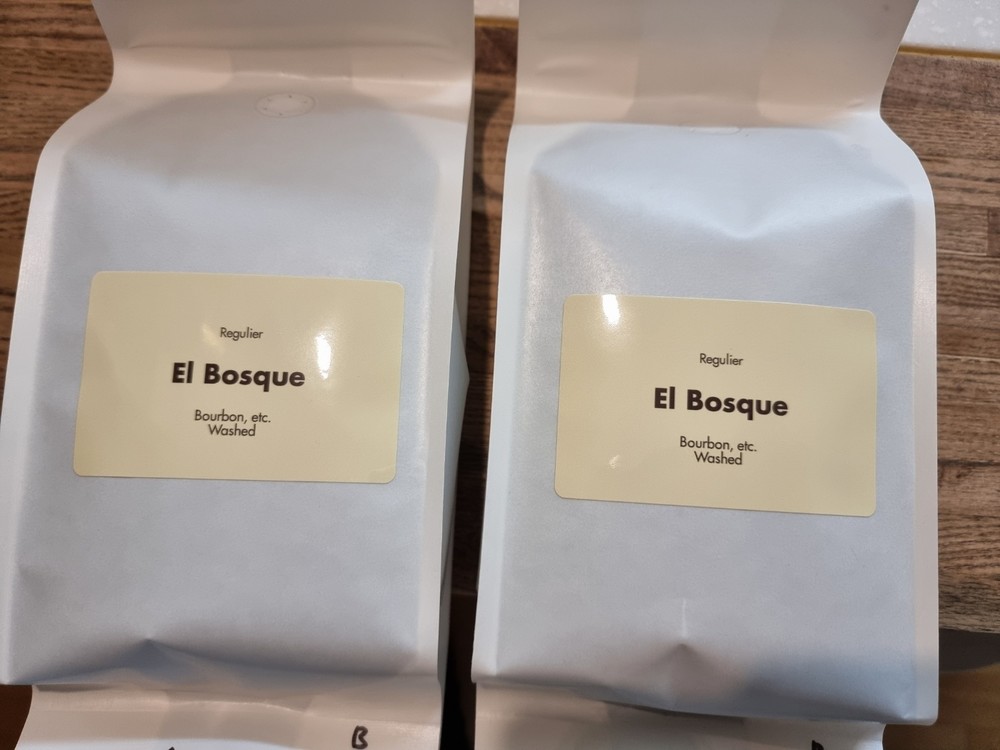 Regulier
El Bosque
Bourbon, etc.
Washed
Regulier
El Bosque
Bourbon, etc.
Washed
B